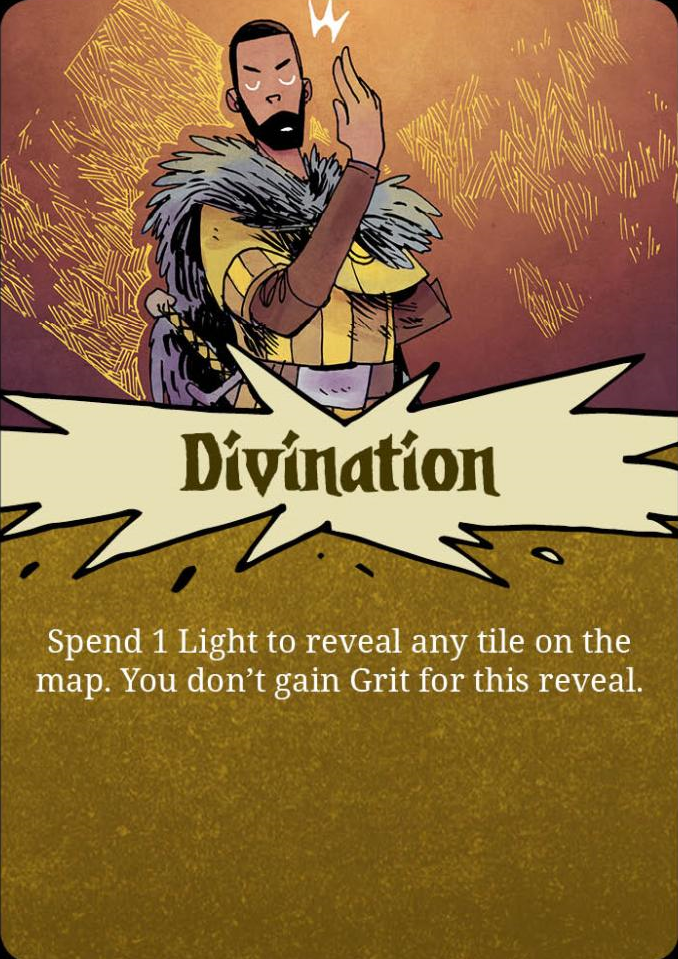 Divination
Spend 1 Light to reveal any tile on the
map. You don’t gain Grit for this reveal.